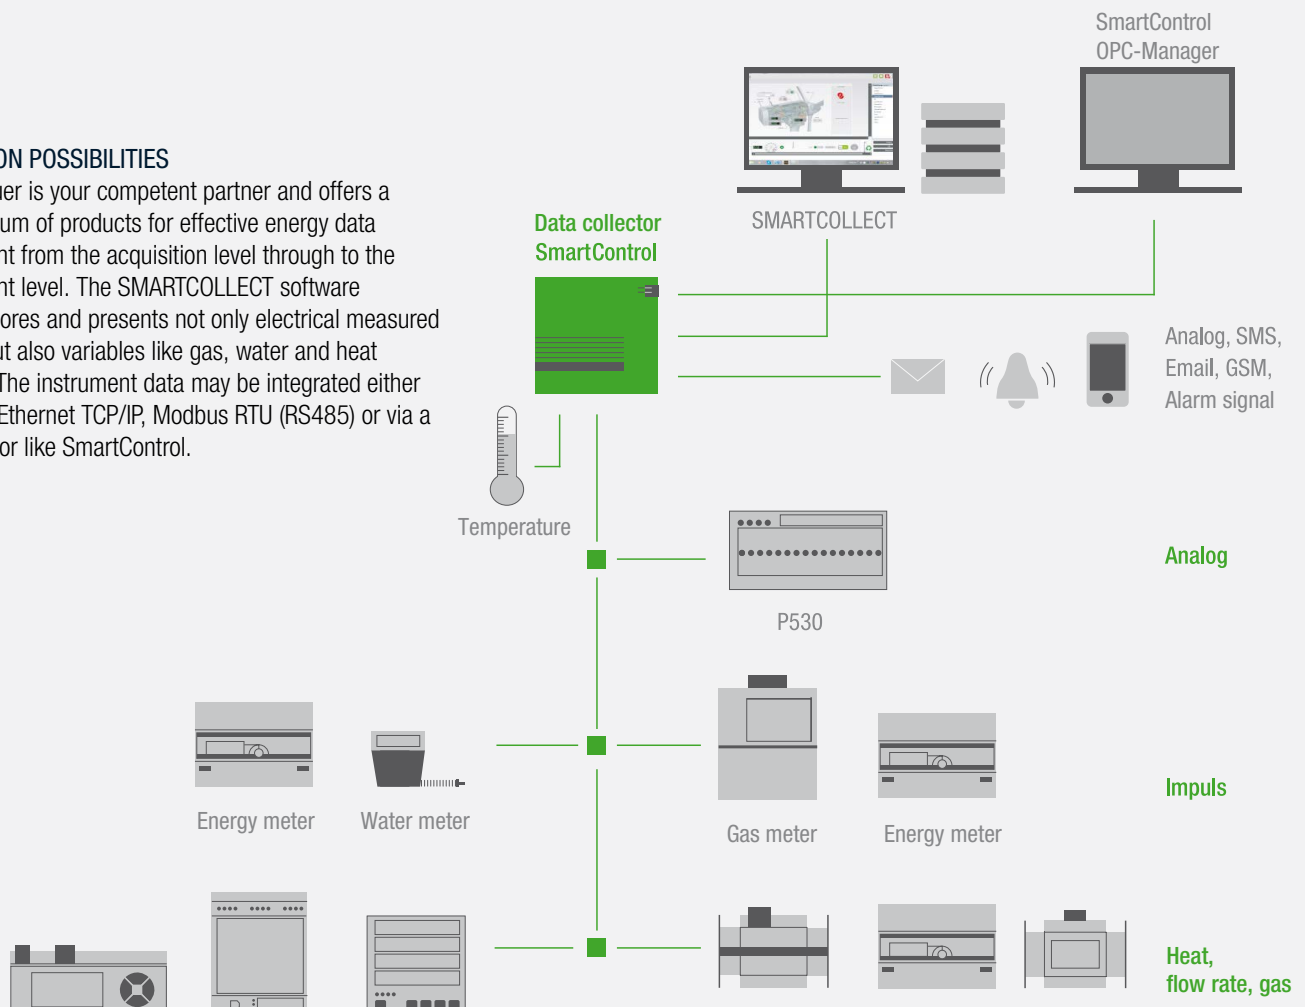 SmartControl
OPC-Manager
ON POSSIBILITIES
uer is your competent partner and offers a
um of products for effective energy data
nt from the acquisition level through to the
nt level. The SMARTCOLLECT software
ores and presents not only electrical measured
ut also variables like gas, water and heat
The instrument data may be integrated either
Ethernet TCP/IP, Modbus RTU (RS485) or via a
or like SmartControl.
Data collector
SmartControl
SMARTCOLLECT
Analog, SMS,
Email, GSM,
Alarm signal
Temperature
Analog
P530
Impuls
Energy meter
Water meter
Gas meter
Energy meter
Heat,
flow rate, gas